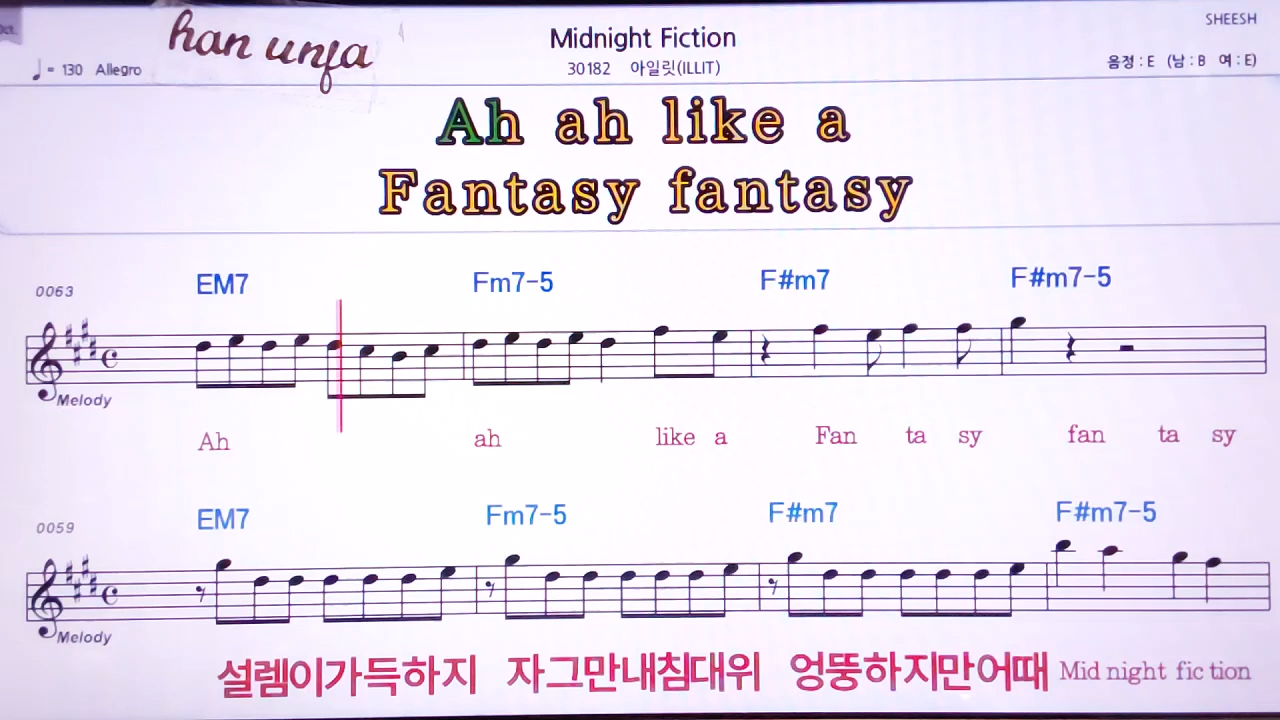 Oct.
han unfa
Midnight Fiction
SHEESH
♩ = 130 Allegro
30182 아일릿(ILLIT)
음정 : E (남 : B 여 : E)
Ah ah like a
Fantasy fantasy
0063
EM7 Fm7-5 F#m7 F#m7-5
Melody
Ah ah like a Fan ta sy fan ta sy
0059
EM7 Fm7-5 F#m7 F#m7-5
Melody
설렘이가득하지 자그만내침대위 엉뚱하지만어때 Mid night fic tion